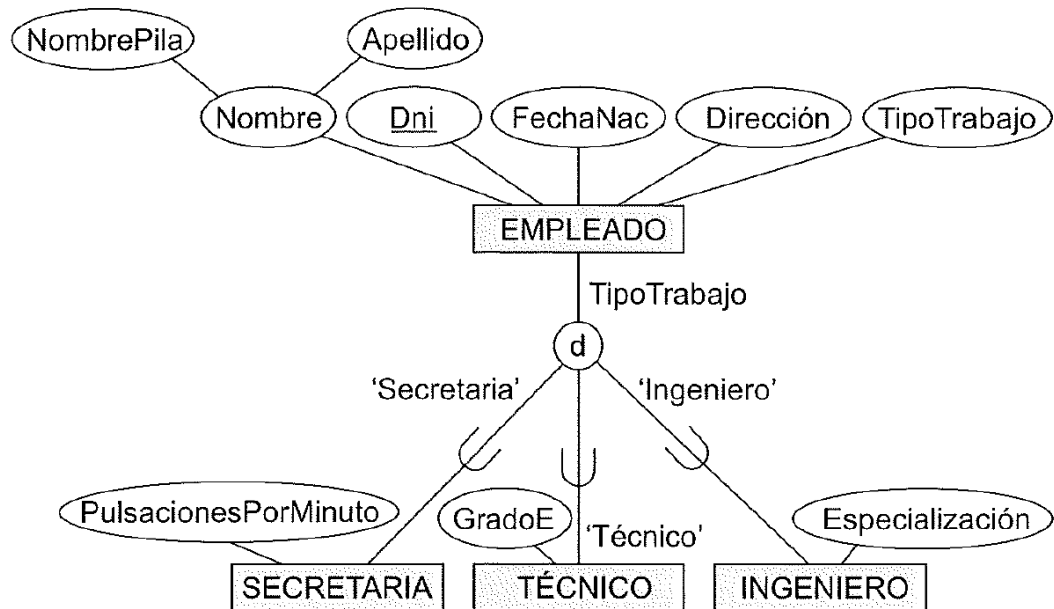 NombrePila
Apellido
Nombre
Dni
FechaNac
Dirección
TipoTrabajo
EMPLEADO
TipoTrabajo
d
‘Secretaria’
‘Ingeniero’
PulsacionesPorMinuto
GradoE
‘Técnico’
Especialización
SECRETARIA
TÉCNICO
INGENIERO